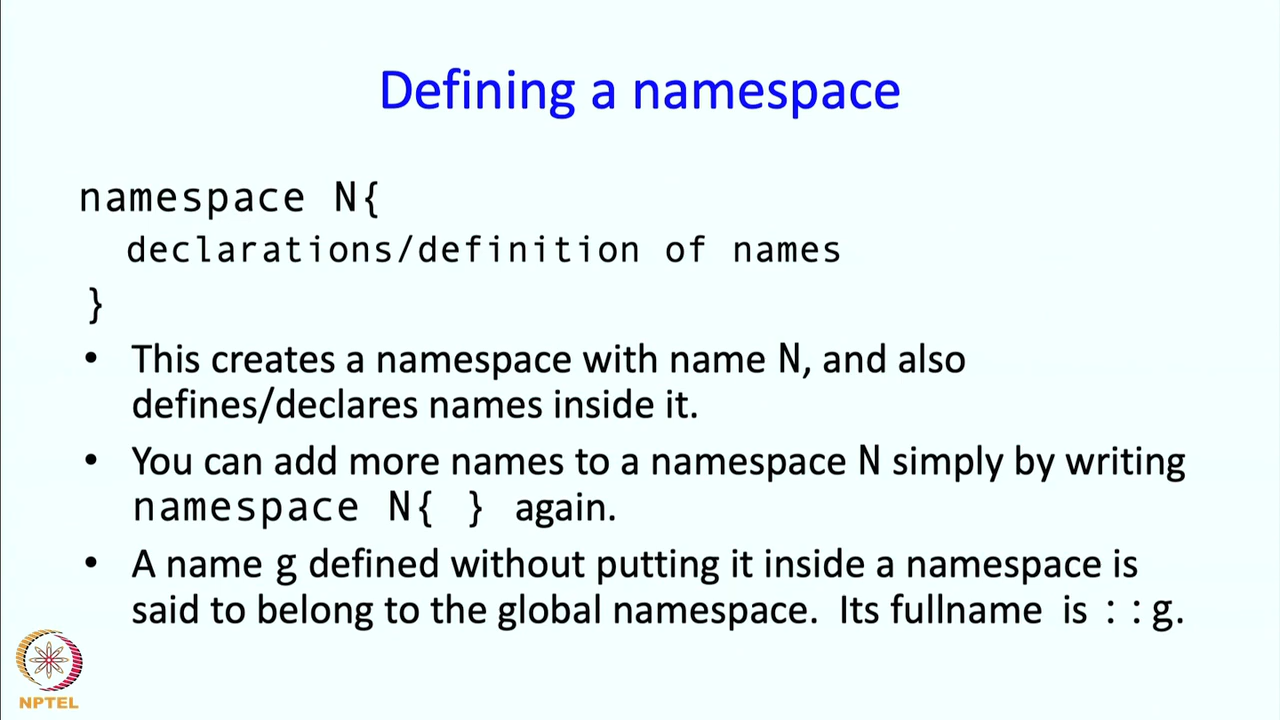 Defining a namespace
namespace N{
declarations/definition of names
}
• This creates a namespace with name N, and also
defines/declares names inside it.
• You can add more names to a namespace N simply by writing
namespace N{ } again.
• A name g defined without putting it inside a namespace is
said to belong to the global namespace. Its fullname is ::g.
NPTEL